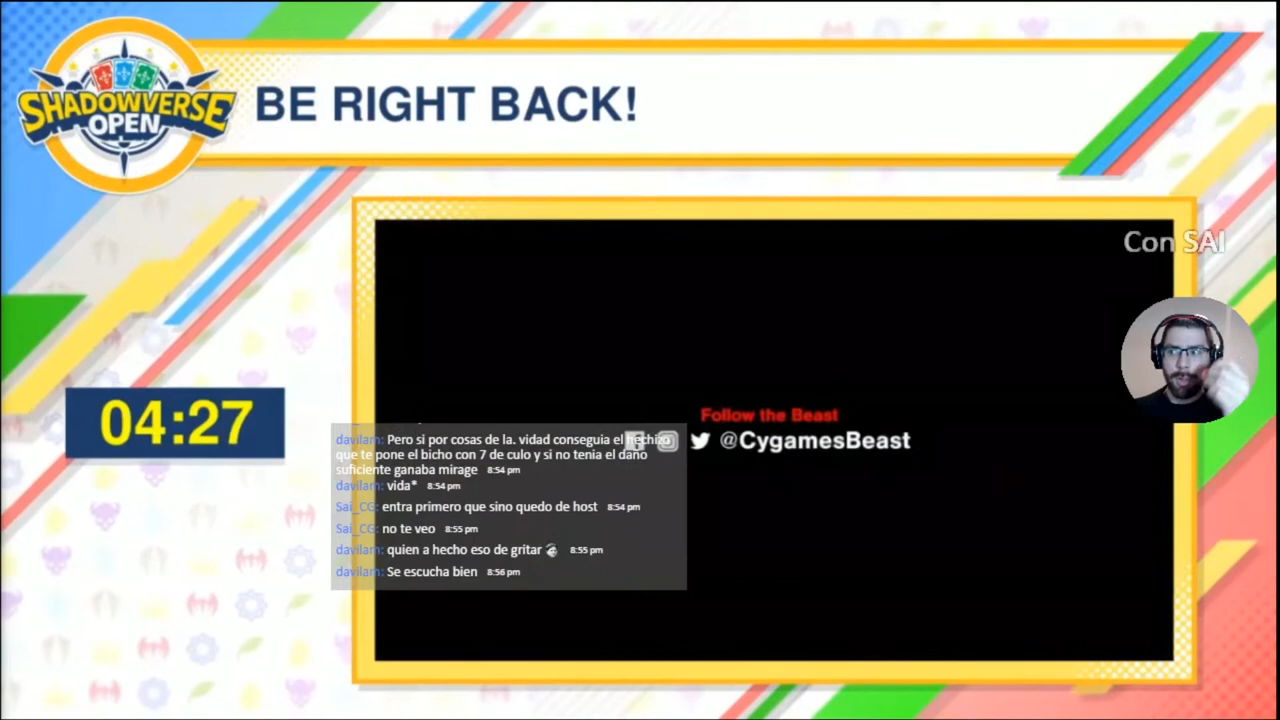 SHADOWVERSE
OPEN
BE RIGHT BACK!
Con SAI
04:27
Follow the Beast
@CygamesBeast
davilam: Pero si por cosas de la. vidad conseguia el hechizo
que te pone el bicho con 7 de culo y si no tenia el daño
suficiente ganaba mirage 8:54 pm
davilam: vida* 8:54 pm
Sai_CG: entra primero que sino quedo de host 8:54 pm
Sai_CG: no te veo 8:55 pm
davilam: quien a hecho eso de gritar 8:55 pm
davilam: Se escucha bien 8:56 pm